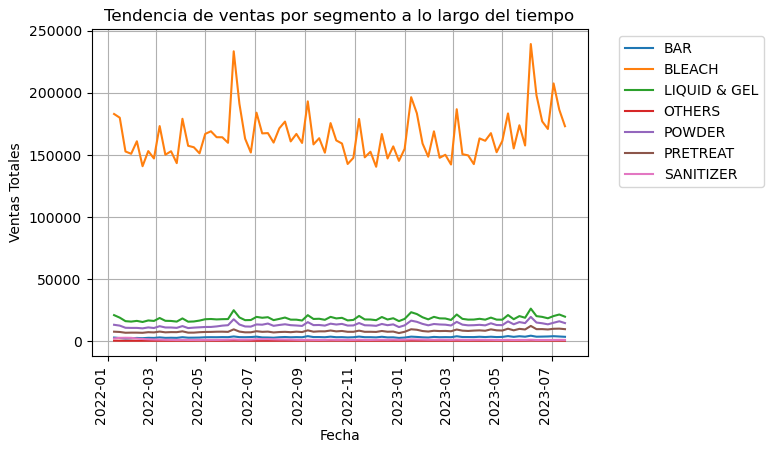 Tendencia de ventas por segmento a lo largo del tiempo
250000
200000
150000
100000
50000
0
Ventas Totales
2022-01
2022-03
2022-05
2022-07
2022-09
2022-11
2023-01
2023-03
2023-05
2023-07
Fecha
BAR
BLEACH
LIQUID & GEL
OTHERS
POWDER
PRETREAT
SANITIZER